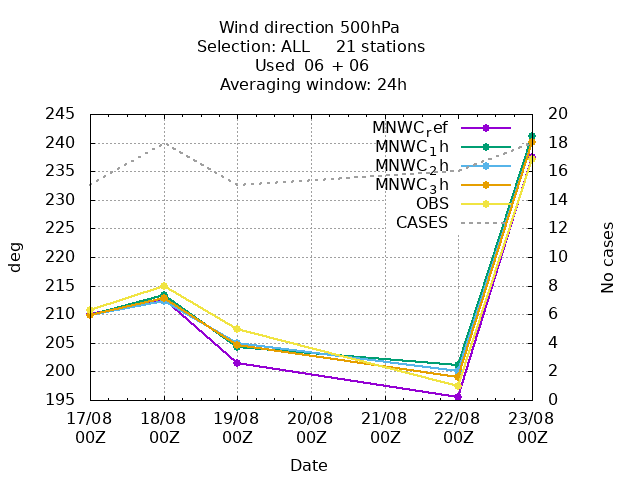 Wind direction 500hPa
Selection: ALL 21 stations
Used 06 + 06
Averaging window: 24h
245 20
240 18
235 16
230 14
225 12
220 10
215 8
210 6
205 4
200 2
195 0
MNWC_ref
MNWC_1h
MNWC_2h
MNWC_3h
OBS
CASES
deg
No cases
17/08 18/08 19/08 20/08 21/08 22/08 23/08
00Z 00Z 00Z 00Z 00Z 00Z 00Z
Date